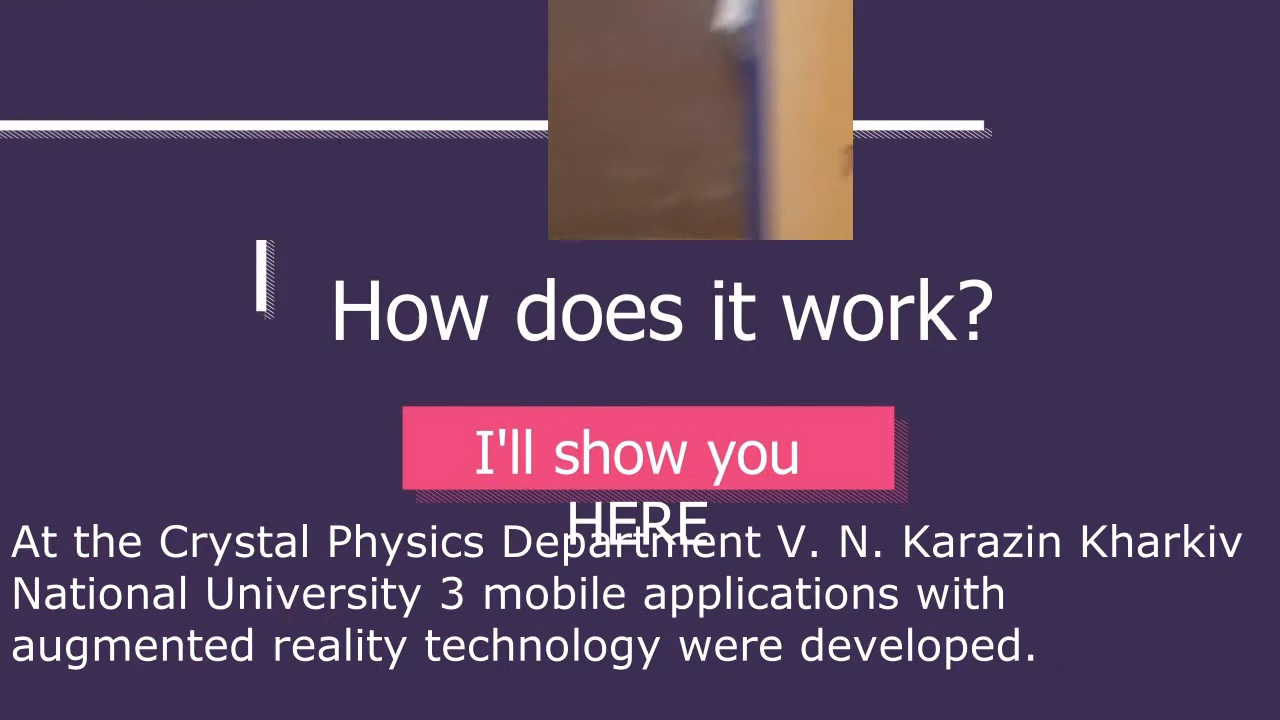 How does it work?
I'll show you
HERE
At the Crystal Physics Department V. N. Karazin Kharkiv
National University 3 mobile applications with
augmented reality technology were developed.